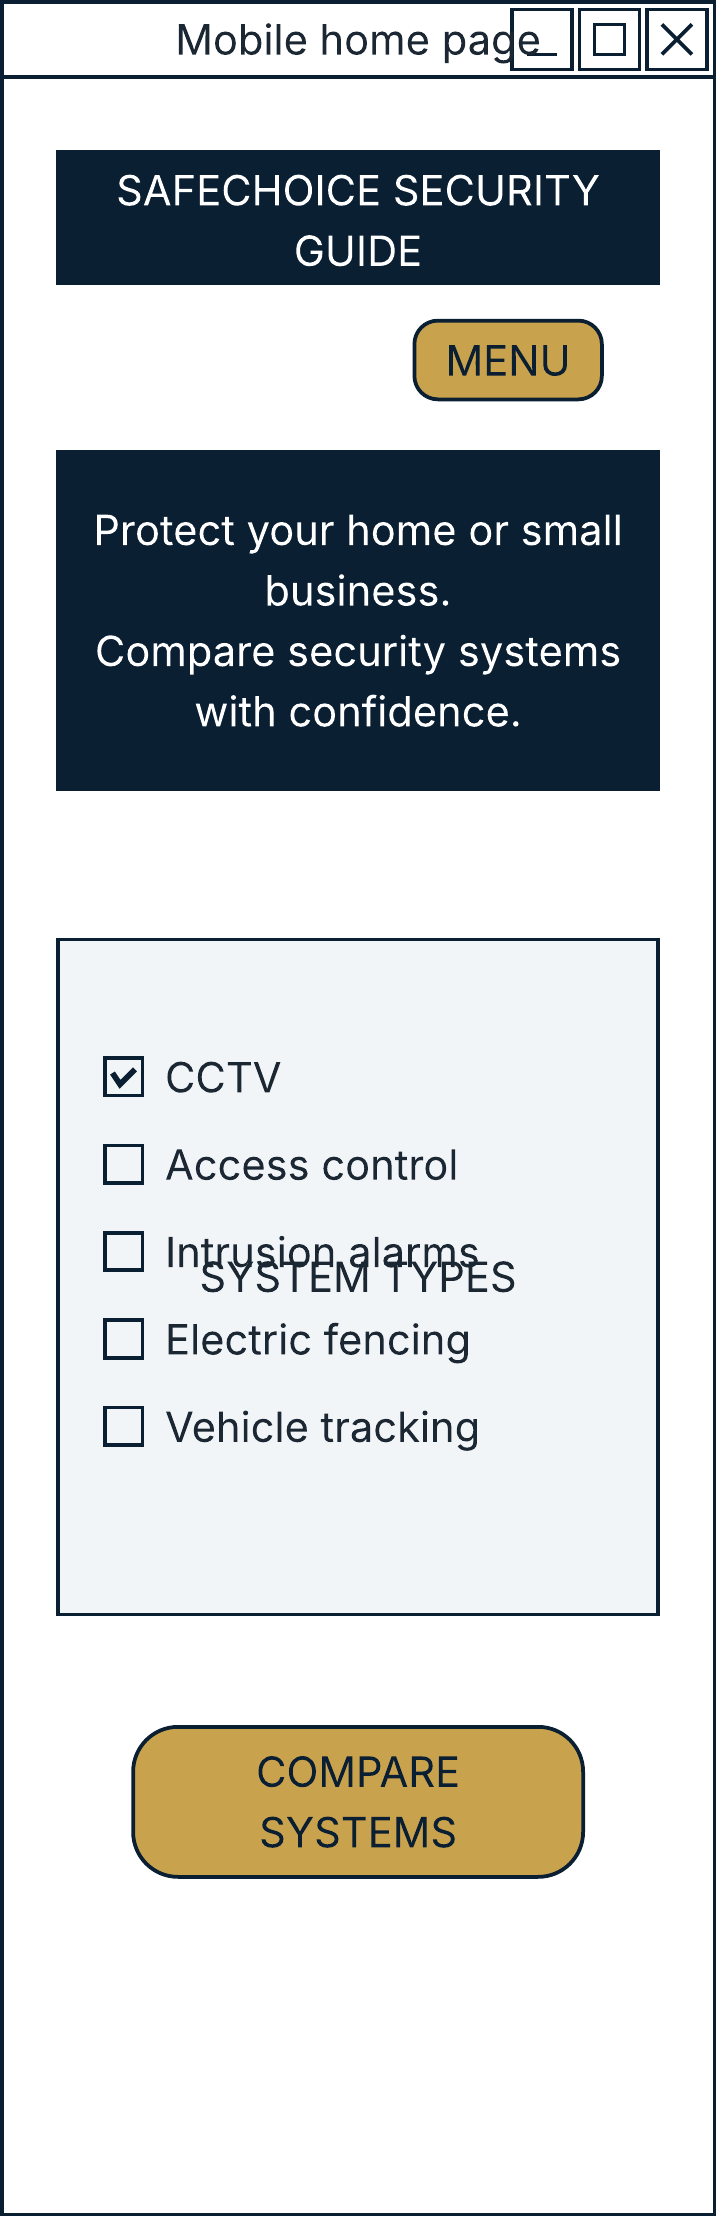 Mobile home page
SAFECHOICE SECURITY
GUIDE
MENU
Protect your home or small
business.
Compare security systems
with confidence.
CCTV
Access control
Intrusion alarms
SYSTEM TYPES
Electric fencing
Vehicle tracking
COMPARE
SYSTEMS